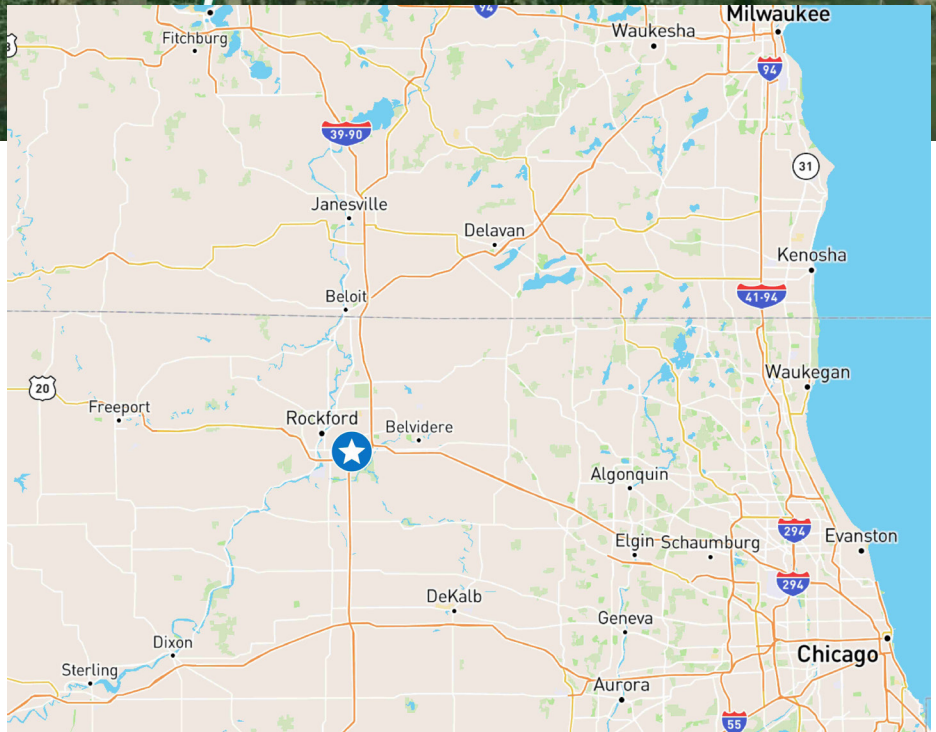 94
Milwaukee
Fitchburg
Waukesha
94
39-90
31
Janesville
Delavan
Kenosha
Beloit
41-94
Waukegan
20
Freeport
Rockford
Belvidere
Algonquin
294
Elgin
Schaumburg
Evanston
294
DeKalb
Geneva
Dixon
Chicago
Sterling
Aurora
55